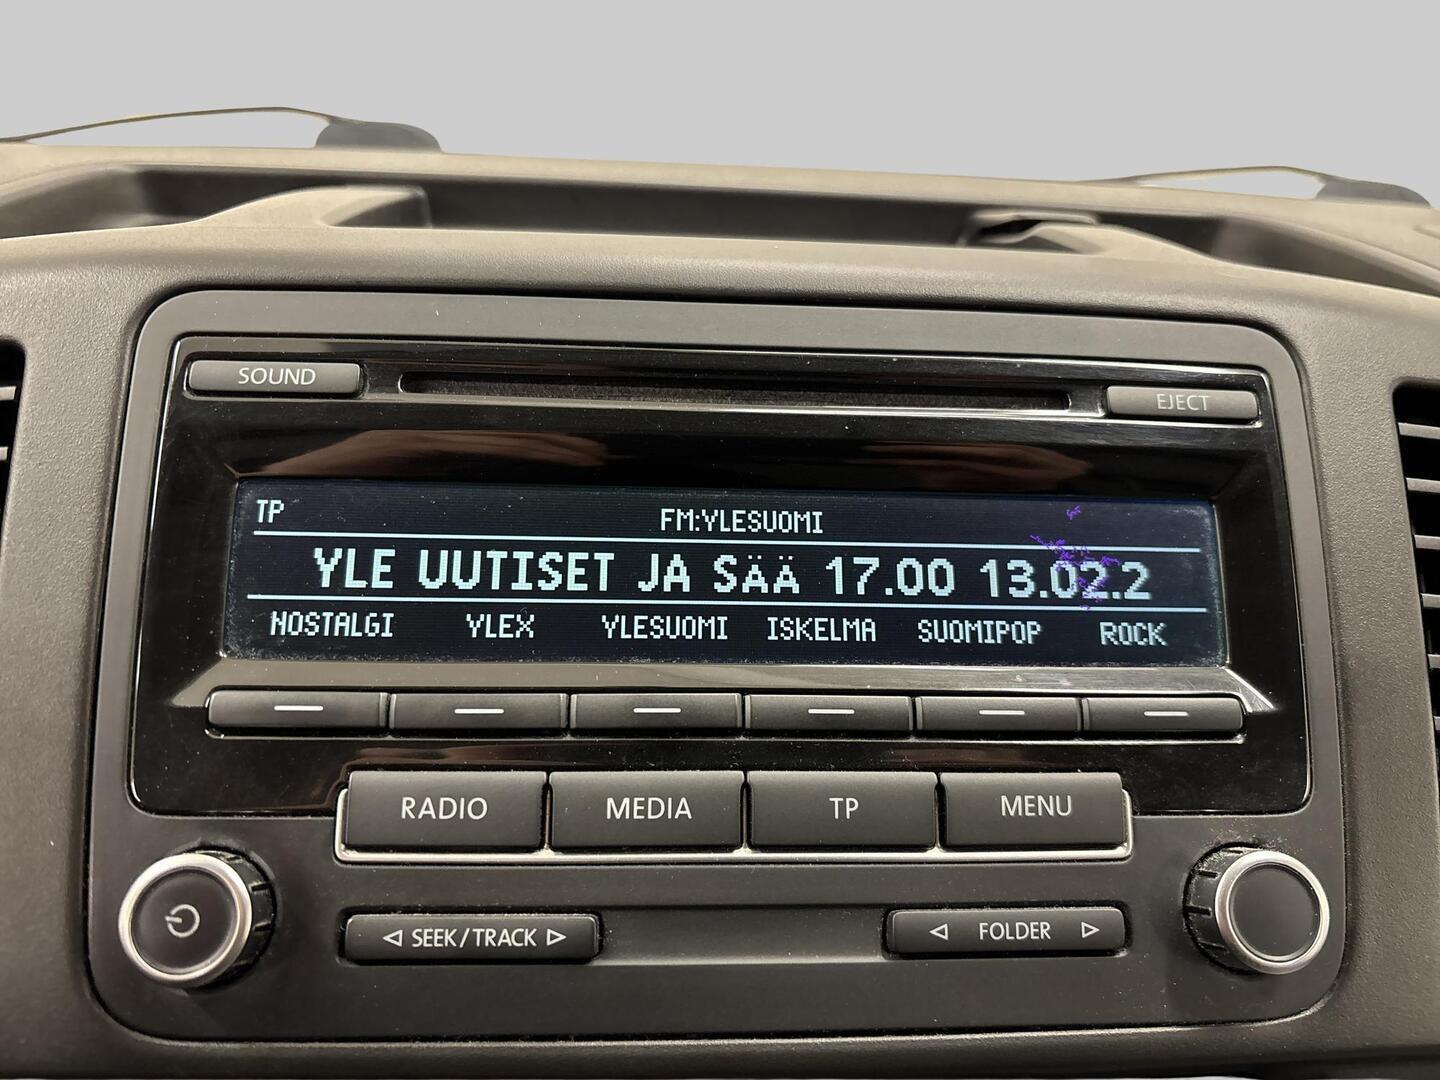 SOUND
EJECT
TP
FM:YLESUOMI
YLE UUTISET JA SÄÄ 17.00 13.02.2
NOSTALGI YLEX YLESUOMI ISKELMA SUOMIPOP ROCK
RADIO MEDIA TP MENU
SEEK/TRACK
FOLDER